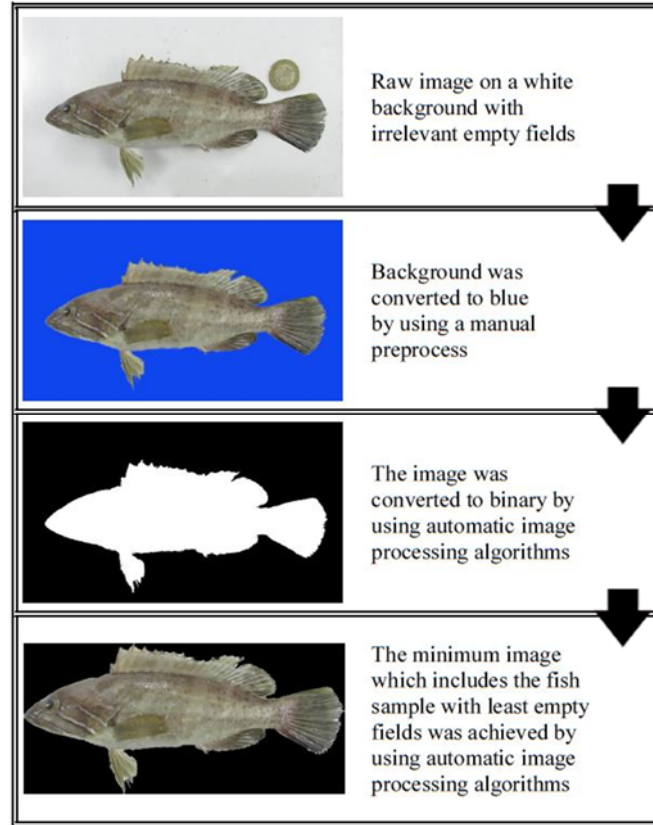 Raw image on a white
background with
irrelevant empty fields
Background was
converted to blue
by using a manual
preprocess
The image was
converted to binary by
using automatic image
processing algorithms
The minimum image
which includes the fish
sample with least empty
fields was achieved by
using automatic image
processing algorithms